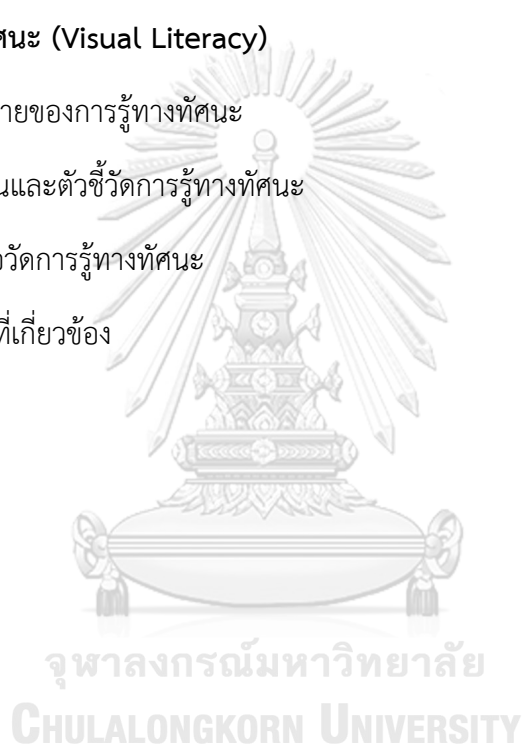 ศนะ (Visual Literacy)
ายของการรู้ทางทัศนะ
นและตัวชี้วัดการรู้ทางทัศนะ
อวัดการรู้ทางทัศนะ
ที่เกี่ยวข้อง
จุฬาลงกรณ์มหาวิทยาลัย
CHULALONGKORN UNIVERSITY